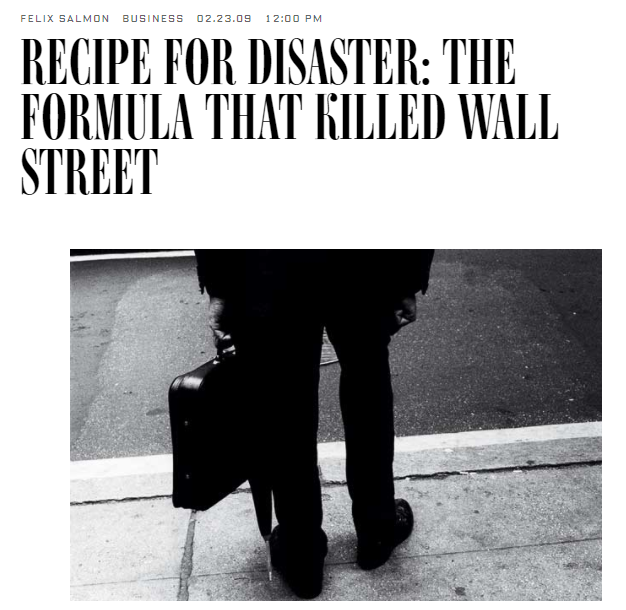 FELIX SALMON BUSINESS 02.23.09 12:00 PM
RECIPE FOR DISASTER: THE
FORMULA THAT KILLED WALL
STREET